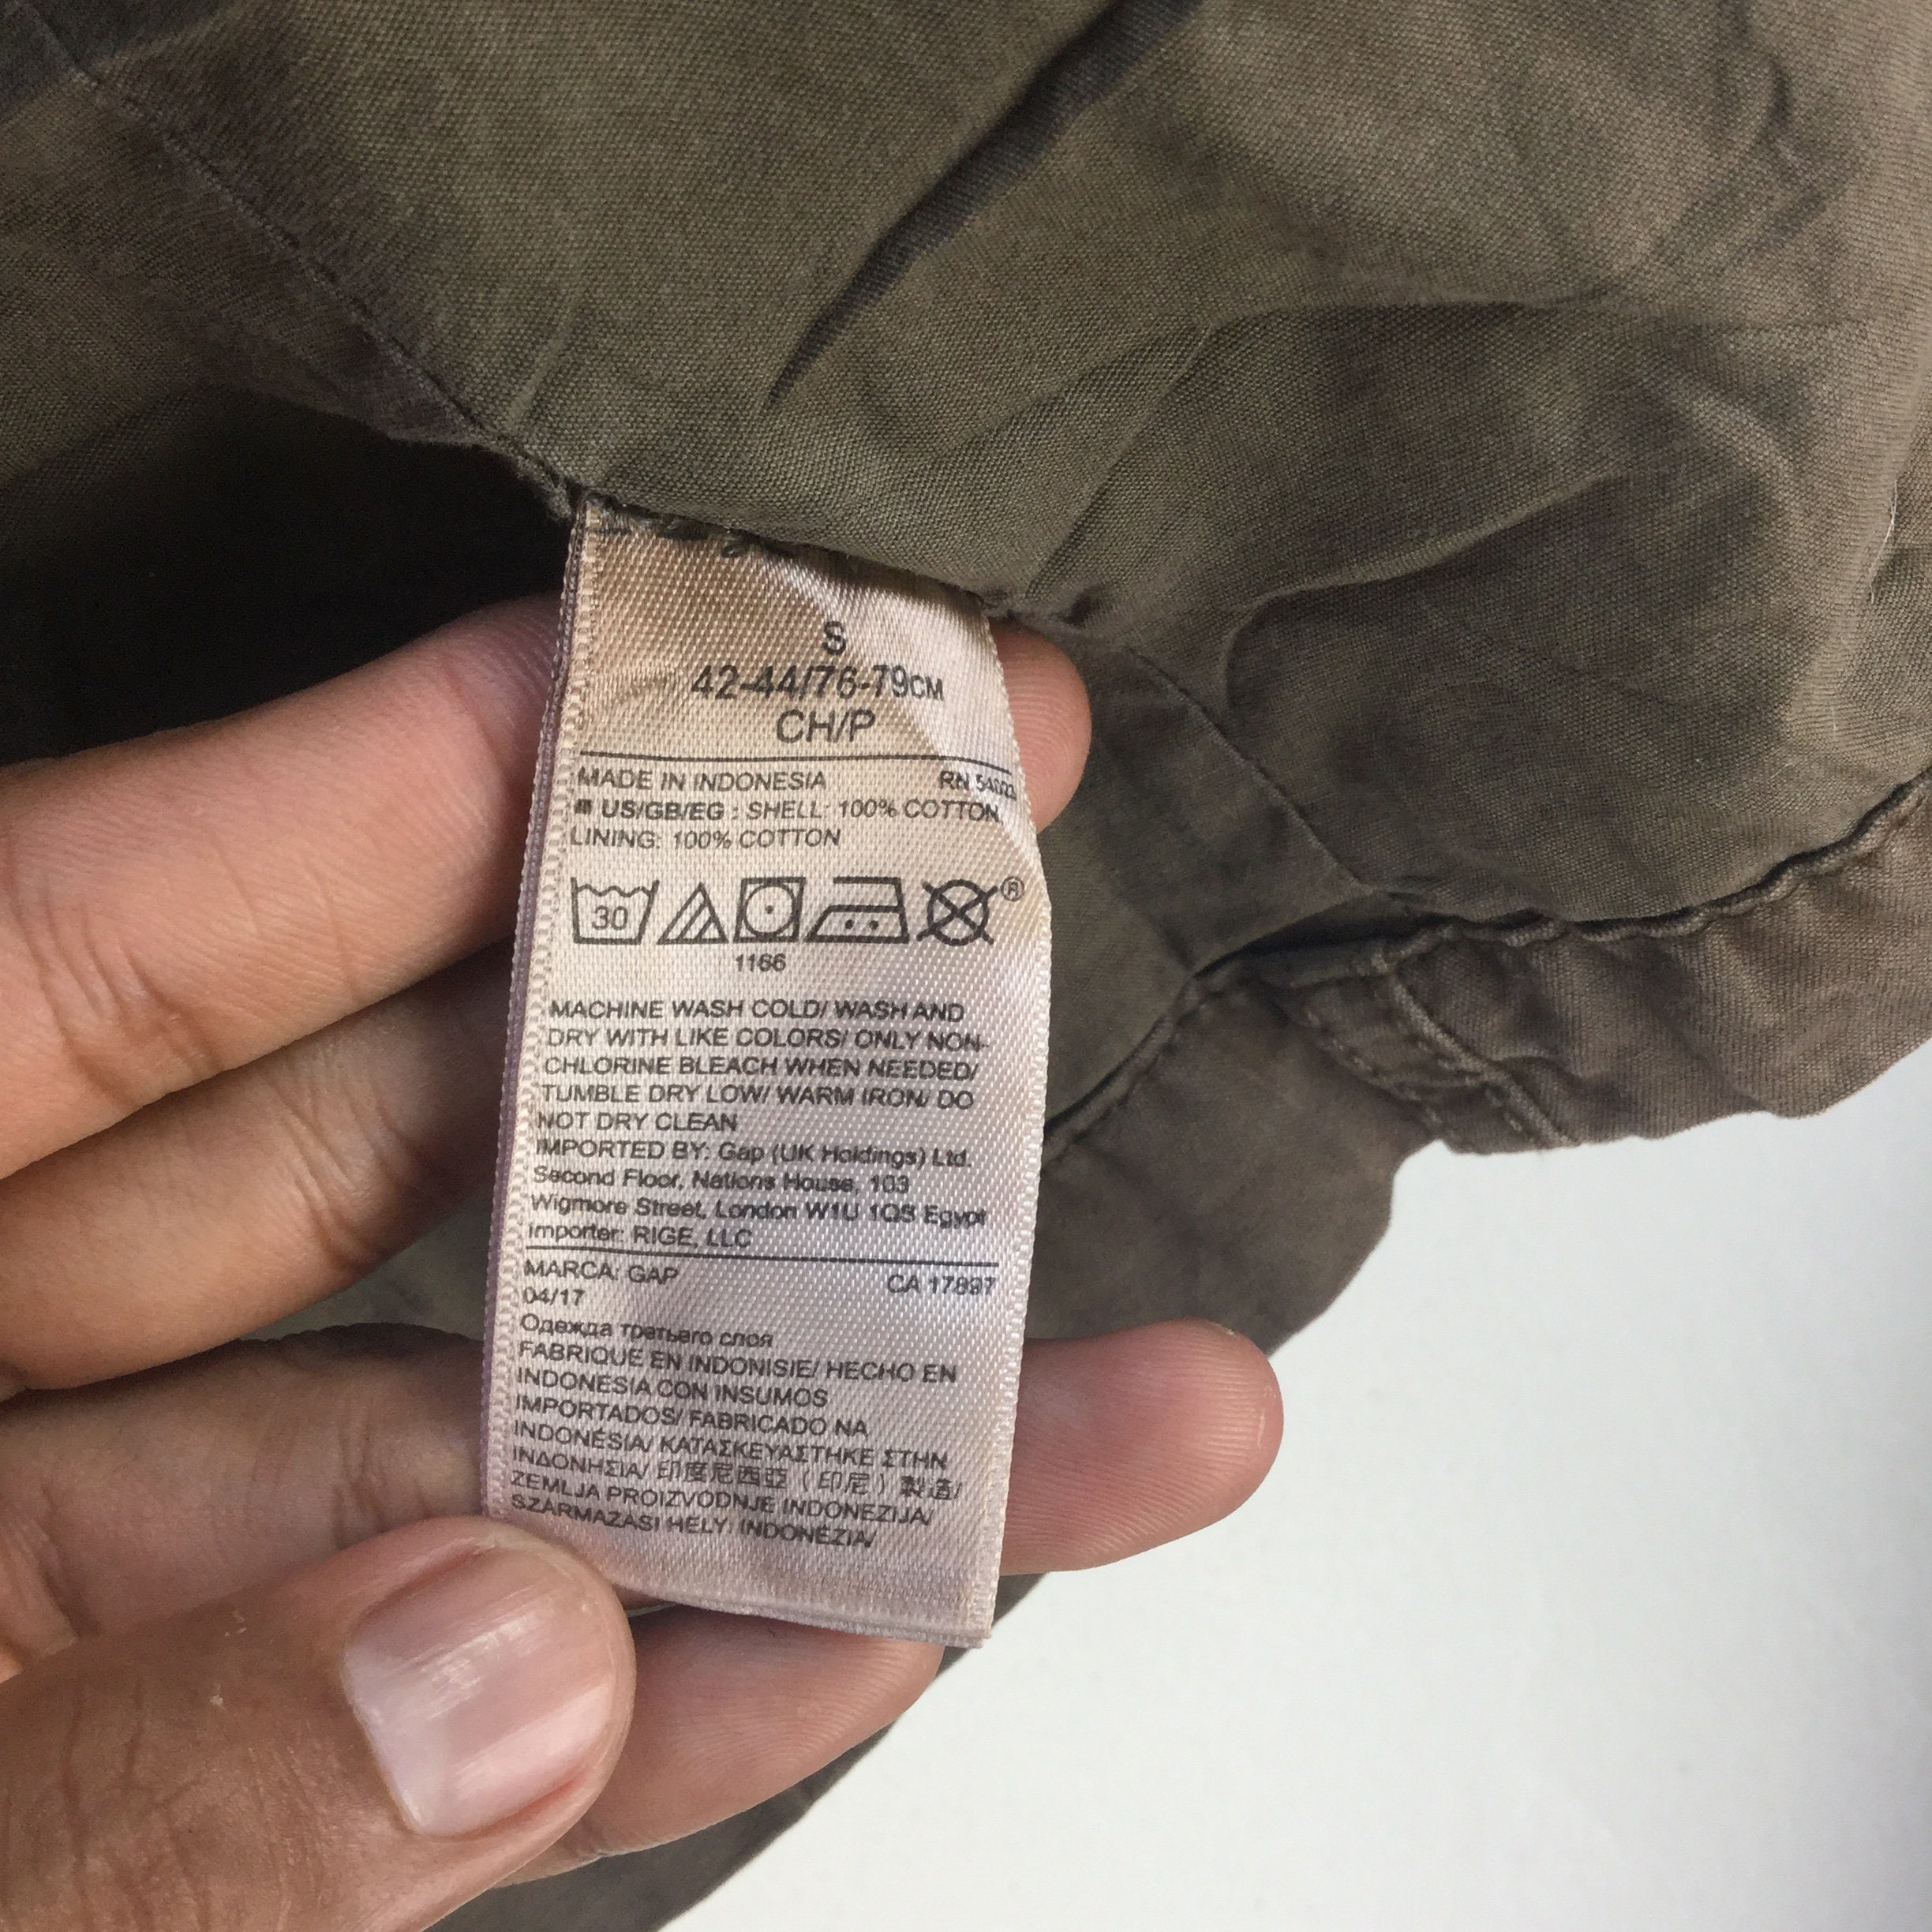 S
42-44/76-79CM
CH/P
MADE IN INDONESIA RN 54023
US/GB/EG : SHELL: 100% COTTON
LINING: 100% COTTON
30
®
1166
MACHINE WASH COLD/ WASH AND
DRY WITH LIKE COLORS/ ONLY NON-
CHLORINE BLEACH WHEN NEEDED/
TUMBLE DRY LOW/ WARM IRON/ DO
NOT DRY CLEAN
IMPORTED BY: Gap (UK Holdings) Ltd.
Second Floor, Nations House, 103
Wigmore Street, London W1U 1QS Egypt
Importer: RIGE, LLC
MARCA: GAP CA 17897
04/17
Одежда третьего слоя
FABRIQUE EN INDONISIE/ HECHO EN
INDONESIA CON INSUMOS
IMPORTADOS/ FABRICADO NA
INDONÉSIA/ ΚΑΤΑΣΚΕΥΑΣΤΗΚΕ ΣΤΗΝ
ΙΝΔΟΝΗΣΙΑ/ 印度尼西亞（印尼）製造/
ZEMLJA PROIZVODNJE INDONEZIJA/
SZÁRMAZÁSI HELY: INDONÉZIA/